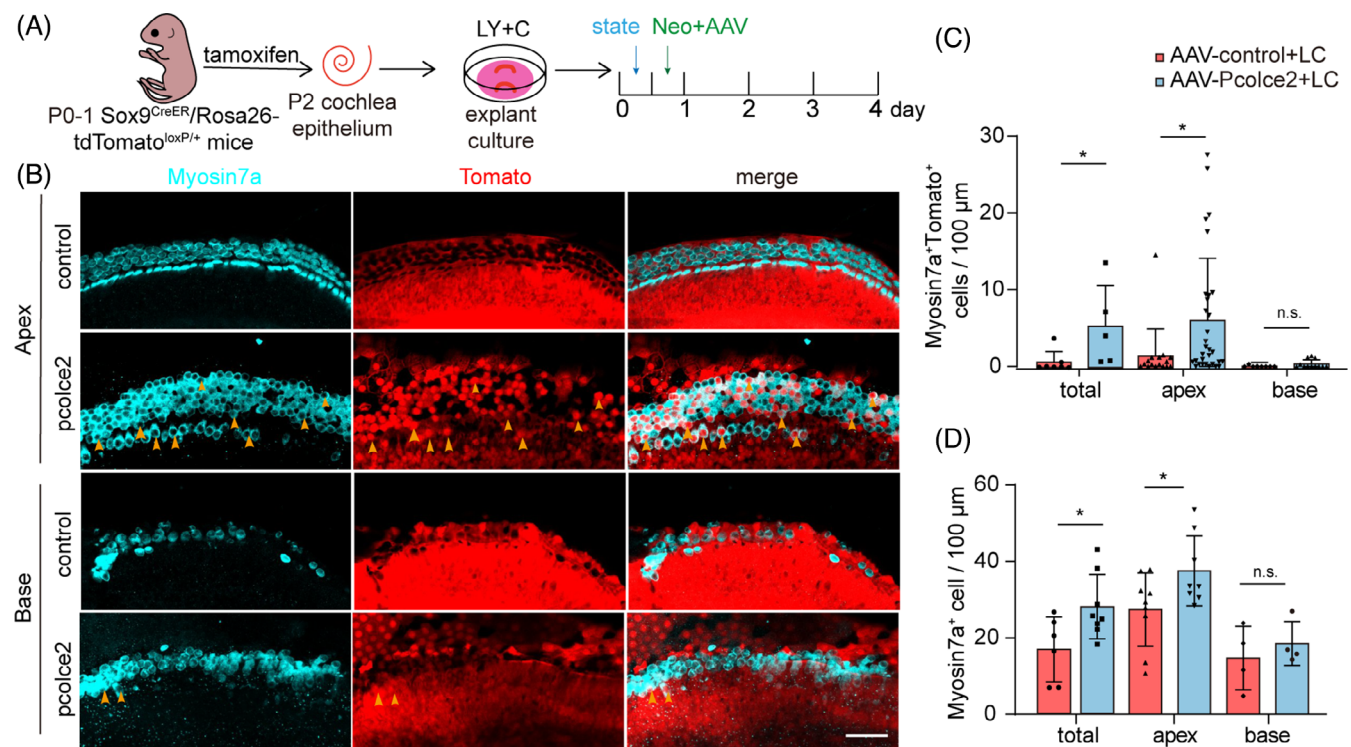 (A)
tamoxifen
P0-1 Sox9CreER/Rosa26-
tdTomatoloxP/+ mice
P2 cochlea
epithelium
LY+C
explant
culture
state
Neo+AAV
0 1 2 3 4 day
(B)
Myosin7a Tomato merge
Apex
control
pcolce2
Base
control
pcolce2
(C)
AAV-control+LC
AAV-Pcolce2+LC
Myosin7a+Tomato+
cells / 100 µm
30
20
10
0
*
*
n.s.
total apex base
(D)
Myosin7a+ cell / 100 µm
60
40
20
0
*
*
n.s.
total apex base